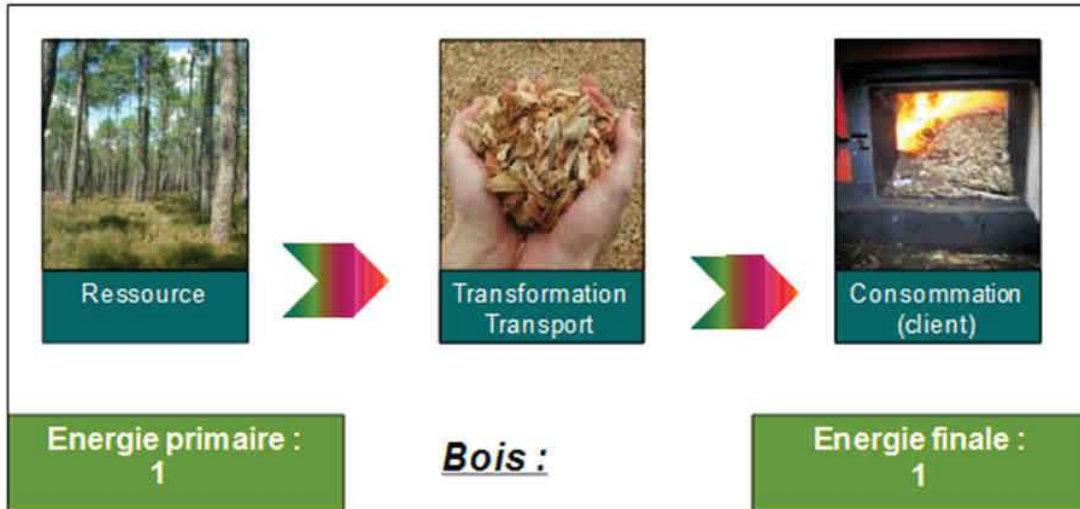 Ressource
Transformation
Transport
Consommation
(client)
Energie primaire :
1
Bois :
Energie finale :
1